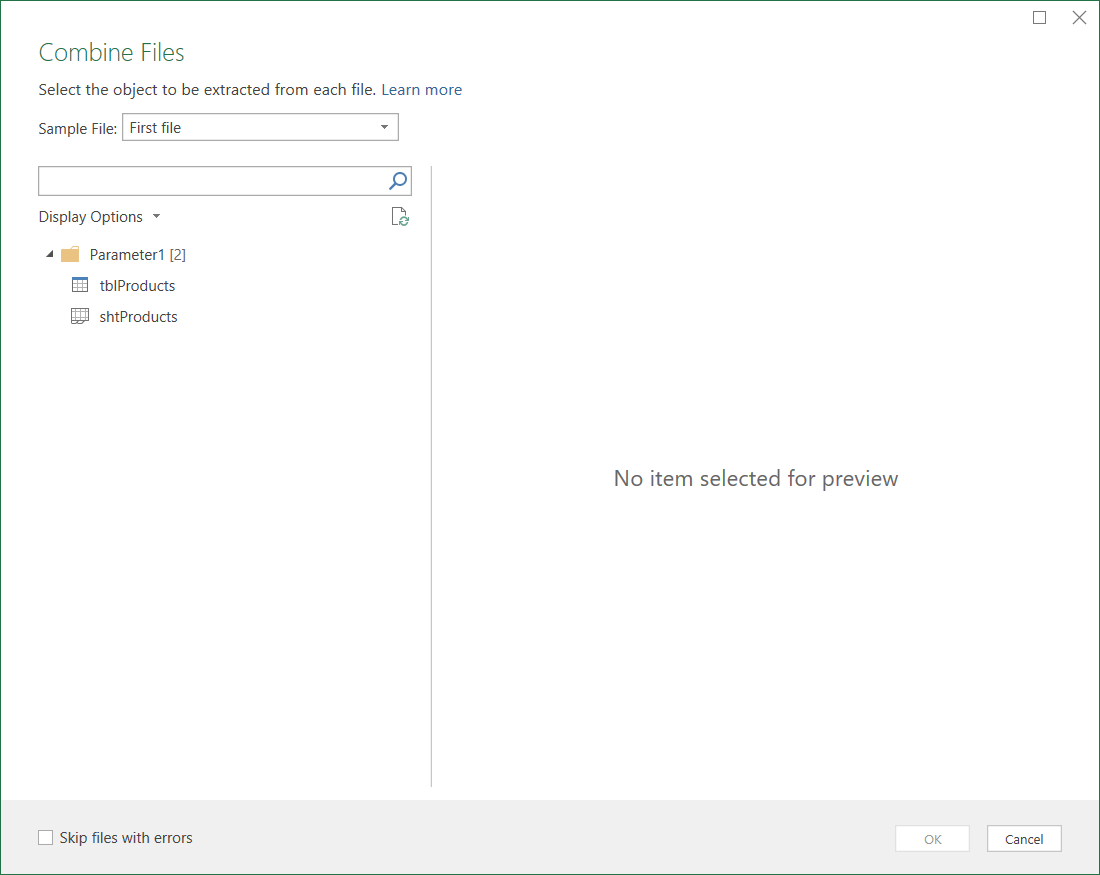 Combine Files
Select the object to be extracted from each file. Learn more
Sample File: First file
Display Options
Parameter1 [2]
tblProducts
shtProducts
No item selected for preview
Skip files with errors
OK
Cancel